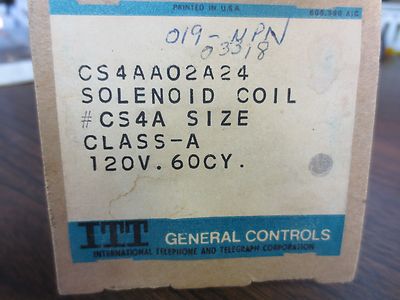 PRINTED IN U.S.A.
019-MPN
03318
CS4AA02A24
SOLENOID COIL
#CS4A SIZE
CLASS-A
120V. 60CY.
ITT GENERAL CONTROLS
INTERNATIONAL TELEPHONE AND TELEGRAPH CORPORATION